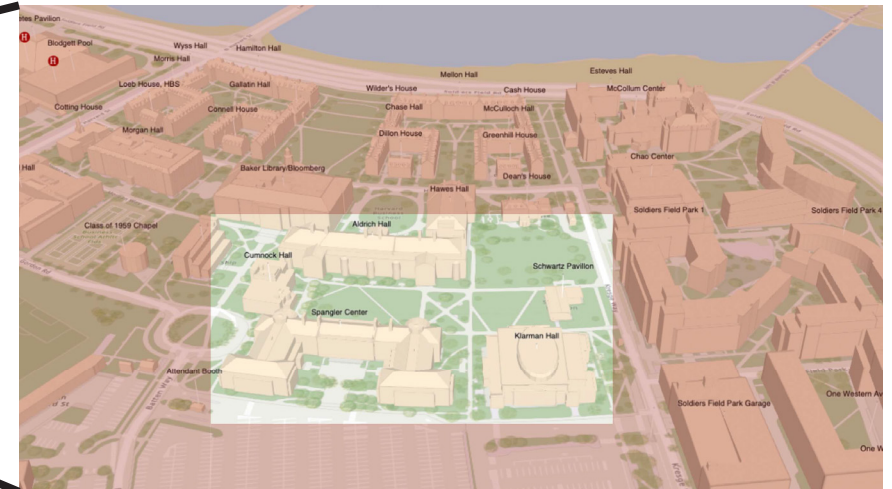 etes Pavilion
H
Blodgett Pool
H
Wyss Hall
Hamilton Hall
Morris Hall
Mellon Hall
Esteves Hall
Loeb House, HBS
Gallatin Hall
Wilder's House
Cash House
McCollum Center
Cotting House
Connell House
Chase Hall
McCulloch Hall
Morgan Hall
Dillon House
Greenhill House
Chao Center
Hall
Baker Library/Bloomberg
Dean's House
Hawes Hall
Soldiers Field Park 1
Soldiers Field Park 4
Class of 1959 Chapel
Aldrich Hall
Cumnock Hall
Schwartz Pavilion
Spangler Center
Klarman Hall
Attendant Booth
Batten Way
Soldiers Field Park Garage
One Western Av
One W